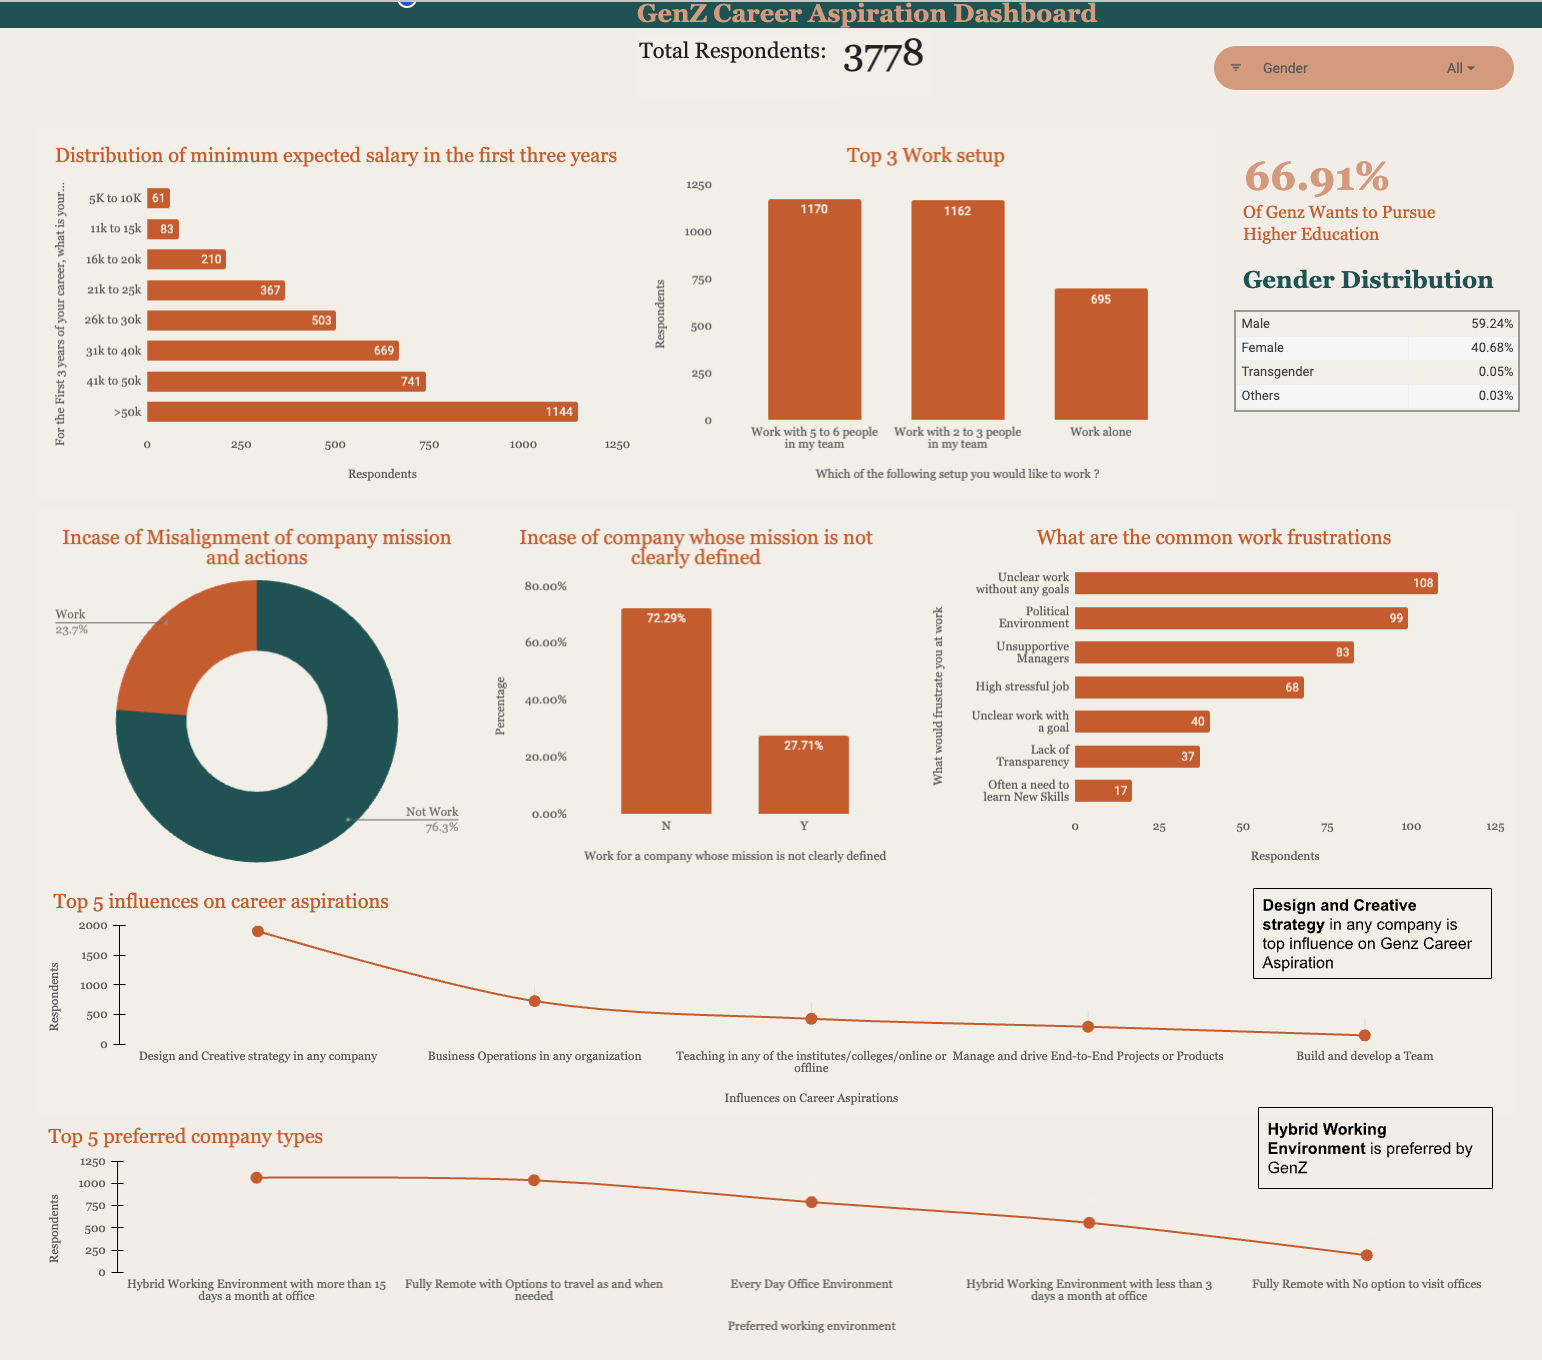 GenZ Career Aspiration Dashboard
Total Respondents: 3778
Gender All
Distribution of minimum expected salary in the first three years
For the First 3 years of your career, what is your...
5K to 10K 61
11k to 15k 83
16k to 20k 210
21k to 25k 367
26k to 30k 503
31k to 40k 669
41k to 50k 741
>50k 1144
0 250 500 750 1000 1250
Respondents
Top 3 Work setup
Respondents
1250
1000
750
500
250
0
1170 1162 695
Work with 5 to 6 people
in my team
Work with 2 to 3 people
in my team
Work alone
Which of the following setup you would like to work ?
66.91%
Of Genz Wants to Pursue
Higher Education
Gender Distribution
Male 59.24%
Female 40.68%
Transgender 0.05%
Others 0.03%
Incase of Misalignment of company mission
and actions
Work
23.7%
Not Work
76.3%
Incase of company whose mission is not
clearly defined
Percentage
80.00%
60.00%
40.00%
20.00%
0.00%
72.29%
27.71%
N Y
Work for a company whose mission is not clearly defined
What are the common work frustrations
What would frustrate you at work
Unclear work
without any goals
108
Political
Environment
99
Unsupportive
Managers
83
High stressful job 68
Unclear work with
a goal
40
Lack of
Transparency
37
Often a need to
learn New Skills
17
0 25 50 75 100 125
Respondents
Top 5 influences on career aspirations
Respondents
2000
1500
1000
500
0
Design and Creative strategy in any company
Business Operations in any organization
Teaching in any of the institutes/colleges/online or
offline
Manage and drive End-to-End Projects or Products
Build and develop a Team
Influences on Career Aspirations
Design and Creative
strategy in any company is
top influence on Genz Career
Aspiration
Top 5 preferred company types
Respondents
1250
1000
750
500
250
0
Hybrid Working Environment with more than 15
days a month at office
Fully Remote with Options to travel as and when
needed
Every Day Office Environment
Hybrid Working Environment with less than 3
days a month at office
Fully Remote with No option to visit offices
Preferred working environment
Hybrid Working
Environment is preferred by
GenZ